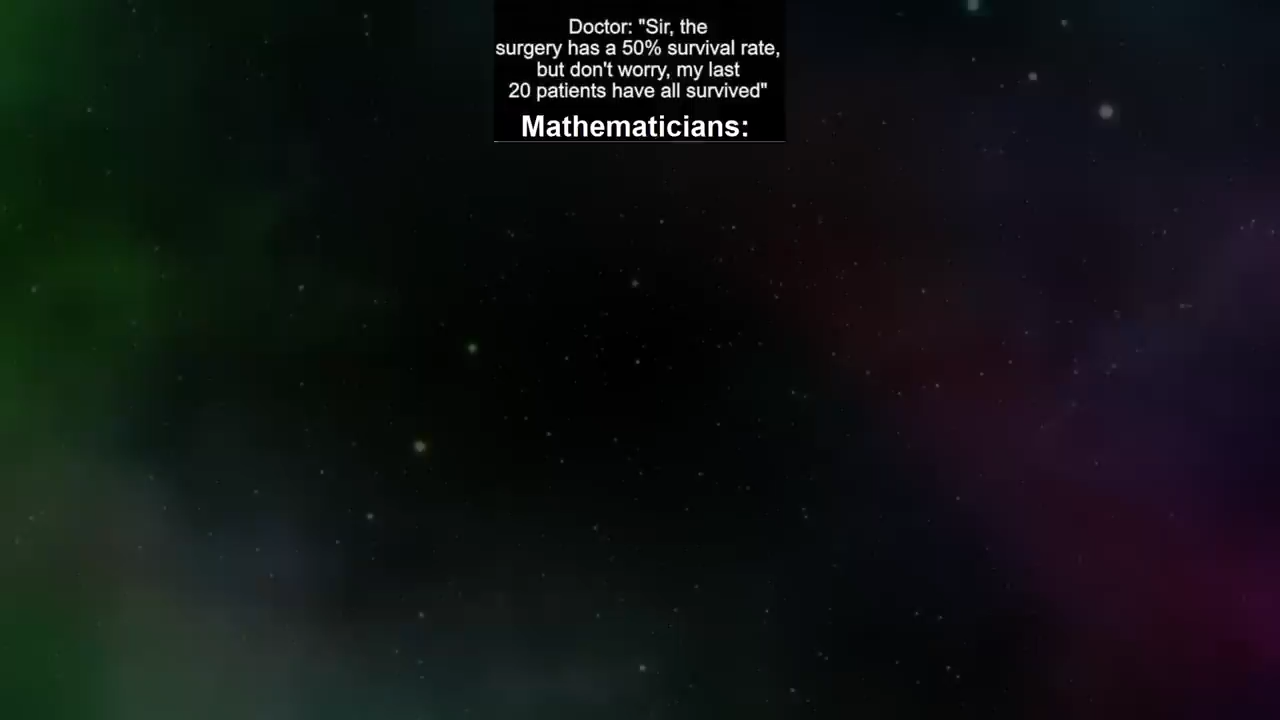 Doctor: "Sir, the
surgery has a 50% survival rate,
but don't worry, my last
20 patients have all survived"
Mathematicians: